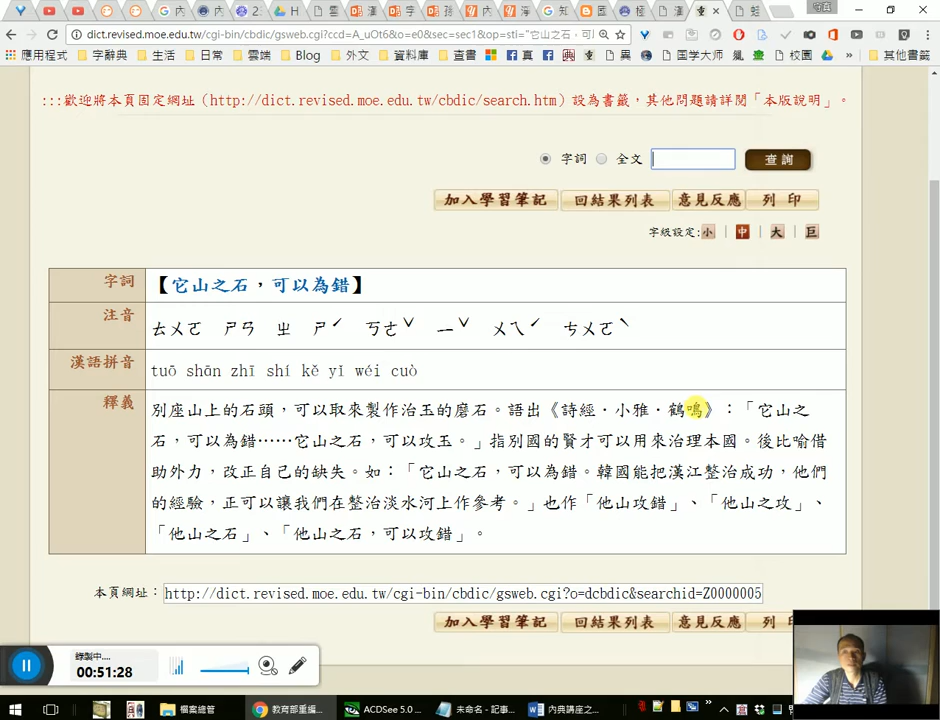 守真
dict.revised.moe.edu.tw/cgi-bin/cbdic/gsweb.cgi?ccd=A_uOt6&o=e0&sec=sec1&op=sti="它山之石，可
應用程式 字辭典 生活 日常 雲端 Blog 外文 資料庫 查書 真 真 典 異 国学大师 校園 其他書籤
:::歡迎將本頁固定網址（http://dict.revised.moe.edu.tw/cbdic/search.htm）設為書籤，其他問題請詳閱「本版說明」。
字詞 全文 查詢
加入學習筆記 回結果列表 意見反應 列印
字級設定:小 | 中 | 大 | 巨
字詞 【它山之石，可以為錯】
注音 ㄊㄨㄛ ㄕㄢ ㄓ ㄕˊ ㄎㄜˇ ㄧˇ ㄨㄟˊ ㄘㄨㄛˋ
漢語拼音 tuō shān zhī shí kě yǐ wéi cuò
釋義 別座山上的石頭，可以取來製作治玉的磨石。語出《詩經．小雅．鶴鳴》：「它山之
石，可以為錯……它山之石，可以攻玉。」指別國的賢才可以用來治理本國。後比喻借
助外力，改正自己的缺失。如：「它山之石，可以為錯。韓國能把漢江整治成功，他們
的經驗，正可以讓我們在整治淡水河上作參考。」也作「他山攻錯」、「他山之攻」、
「他山之石」、「他山之石，可以攻錯」。
本頁網址： http://dict.revised.moe.edu.tw/cgi-bin/cbdic/gsweb.cgi?o=dcbdic&searchid=Z0000005
加入學習筆記 回結果列表 意見反應 列
錄製中....
00:51:28
檔案總管 教育部重編... ACDSee 5.0 ... 未命名 - 記事... 內典講座之...